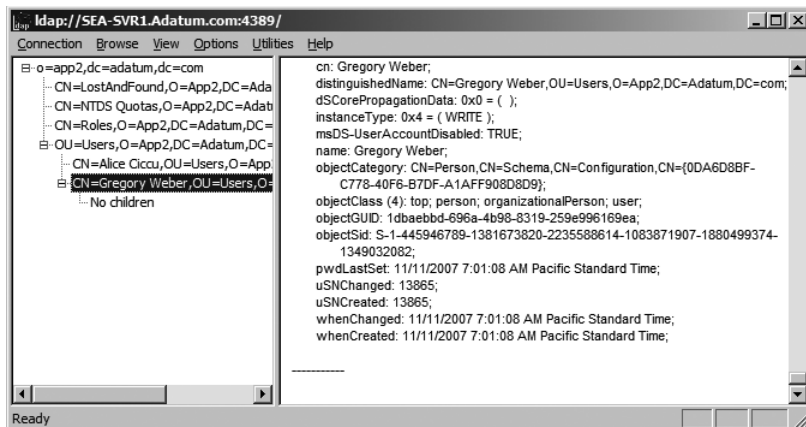 ldap ldap://SEA-SVR1.Adatum.com:4389/
Connection Browse View Options Utilities Help
o=app2,dc=adatum,dc=com
CN=LostAndFound,O=App2,DC=Ada
CN=NTDS Quotas,O=App2,DC=Adat
CN=Roles,O=App2,DC=Adatum,DC=
OU=Users,O=App2,DC=Adatum,DC=
CN=Alice Ciccu,OU=Users,O=App
CN=Gregory Weber,OU=Users,O=
No children
cn: Gregory Weber;
distinguishedName: CN=Gregory Weber,OU=Users,O=App2,DC=Adatum,DC=com;
dSCorePropagationData: 0x0 = ( );
instanceType: 0x4 = ( WRITE );
msDS-UserAccountDisabled: TRUE;
name: Gregory Weber;
objectCategory: CN=Person,CN=Schema,CN=Configuration,CN={0DA6D8BF-
C778-40F6-B7DF-A1AFF908D8D9};
objectClass (4): top; person; organizationalPerson; user;
objectGUID: 1dbaebbd-696a-4b98-8319-259e996169ea;
objectSid: S-1-445946789-1381673820-2235588614-1083871907-1880499374-
1349032082;
pwdLastSet: 11/11/2007 7:01:08 AM Pacific Standard Time;
uSNChanged: 13865;
uSNCreated: 13865;
whenChanged: 11/11/2007 7:01:08 AM Pacific Standard Time;
whenCreated: 11/11/2007 7:01:08 AM Pacific Standard Time;
-----------
Ready